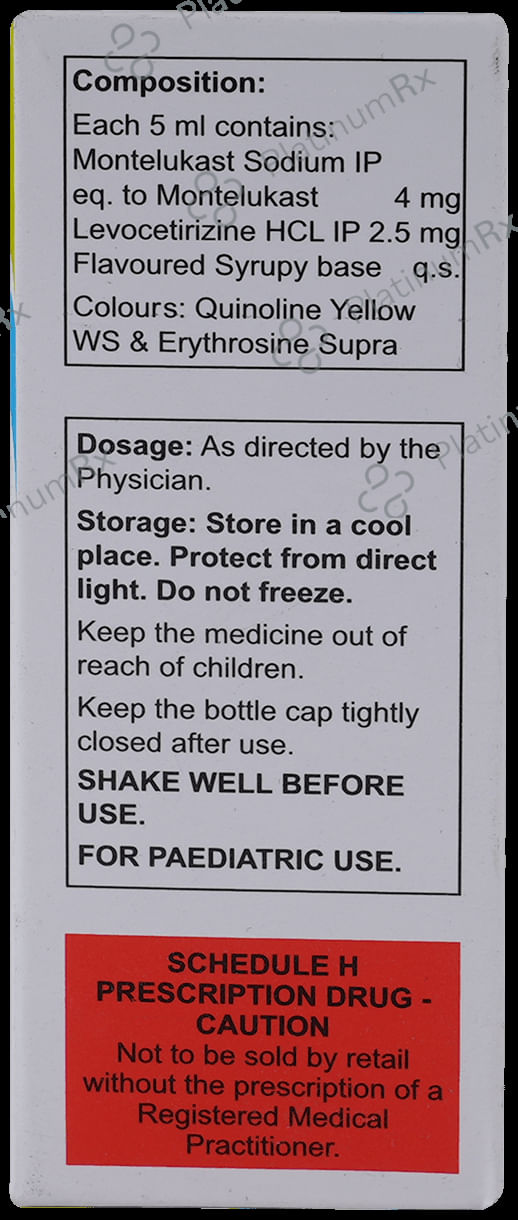 Composition:
Each 5 ml contains:
Montelukast Sodium IP
eq. to Montelukast 4 mg
Levocetirizine HCL IP 2.5 mg
Flavoured Syrupy base q.s.
Colours: Quinoline Yellow
WS & Erythrosine Supra
Dosage: As directed by the
Physician.
Storage: Store in a cool
place. Protect from direct
light. Do not freeze.
Keep the medicine out of
reach of children.
Keep the bottle cap tightly
closed after use.
SHAKE WELL BEFORE
USE.
FOR PAEDIATRIC USE.
SCHEDULE H
PRESCRIPTION DRUG -
CAUTION
Not to be sold by retail
without the prescription of a
Registered Medical
Practitioner.
PlatinumRx